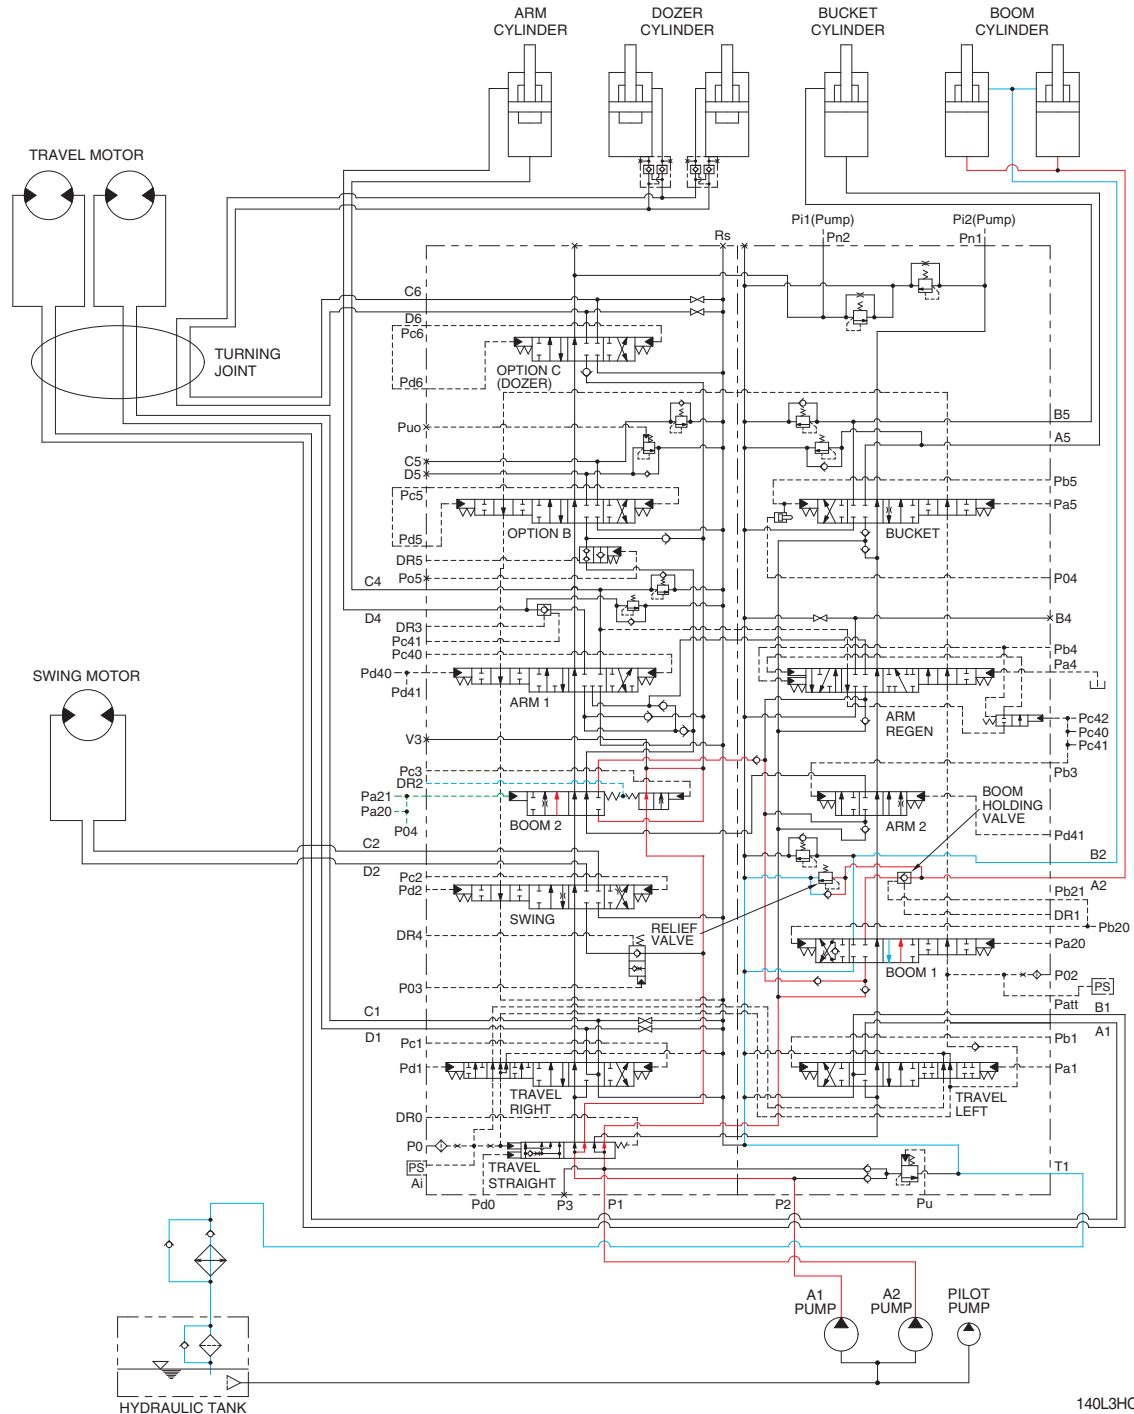 ARM
CYLINDER
DOZER
CYLINDER
BUCKET
CYLINDER
BOOM
CYLINDER
TRAVEL MOTOR
TURNING
JOINT
Pi1(Pump)
Pn2
Pi2(Pump)
Pn1
Rs
C6
D6
Pc6
Pd6
OPTION C
(DOZER)
Puo
C5
D5
Pc5
Pd5
OPTION B
B5
A5
Pb5
Pa5
BUCKET
DR5
Po5
P04
C4
D4
DR3
Pc41
Pc40
Pd40
Pd41
ARM 1
B4
Pb4
Pa4
ARM
REGEN
Pc42
Pc40
Pc41
Pb3
SWING MOTOR
V3
Pc3
DR2
Pa21
Pa20
P04
BOOM 2
ARM 2
BOOM
HOLDING
VALVE
Pd41
C2
D2
Pc2
Pd2
SWING
B2
A2
Pb21
DR1
Pb20
RELIEF
VALVE
BOOM 1
Pa20
DR4
P03
P02
PS
Patt
C1
D1
B1
A1
Pc1
Pd1
TRAVEL
RIGHT
Pb1
Pa1
TRAVEL
LEFT
DR0
P0
PS
Ai
TRAVEL
STRAIGHT
Pd0
P3
P1
P2
Pu
T1
A1
PUMP
A2
PUMP
PILOT
PUMP
HYDRAULIC TANK